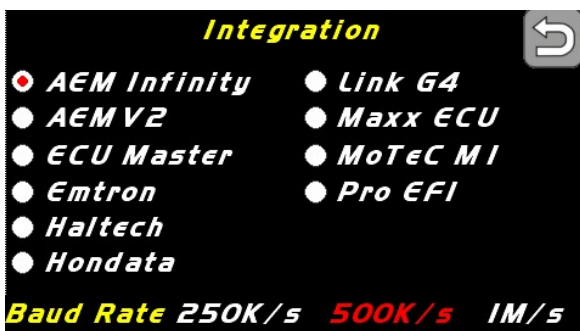 Integration
AEM Infinity
AEM V2
ECU Master
Emtron
Haltech
Hondata
Link G4
Maxx ECU
MoTeC M1
Pro EFI
Baud Rate 250K/s 500K/s 1M/s